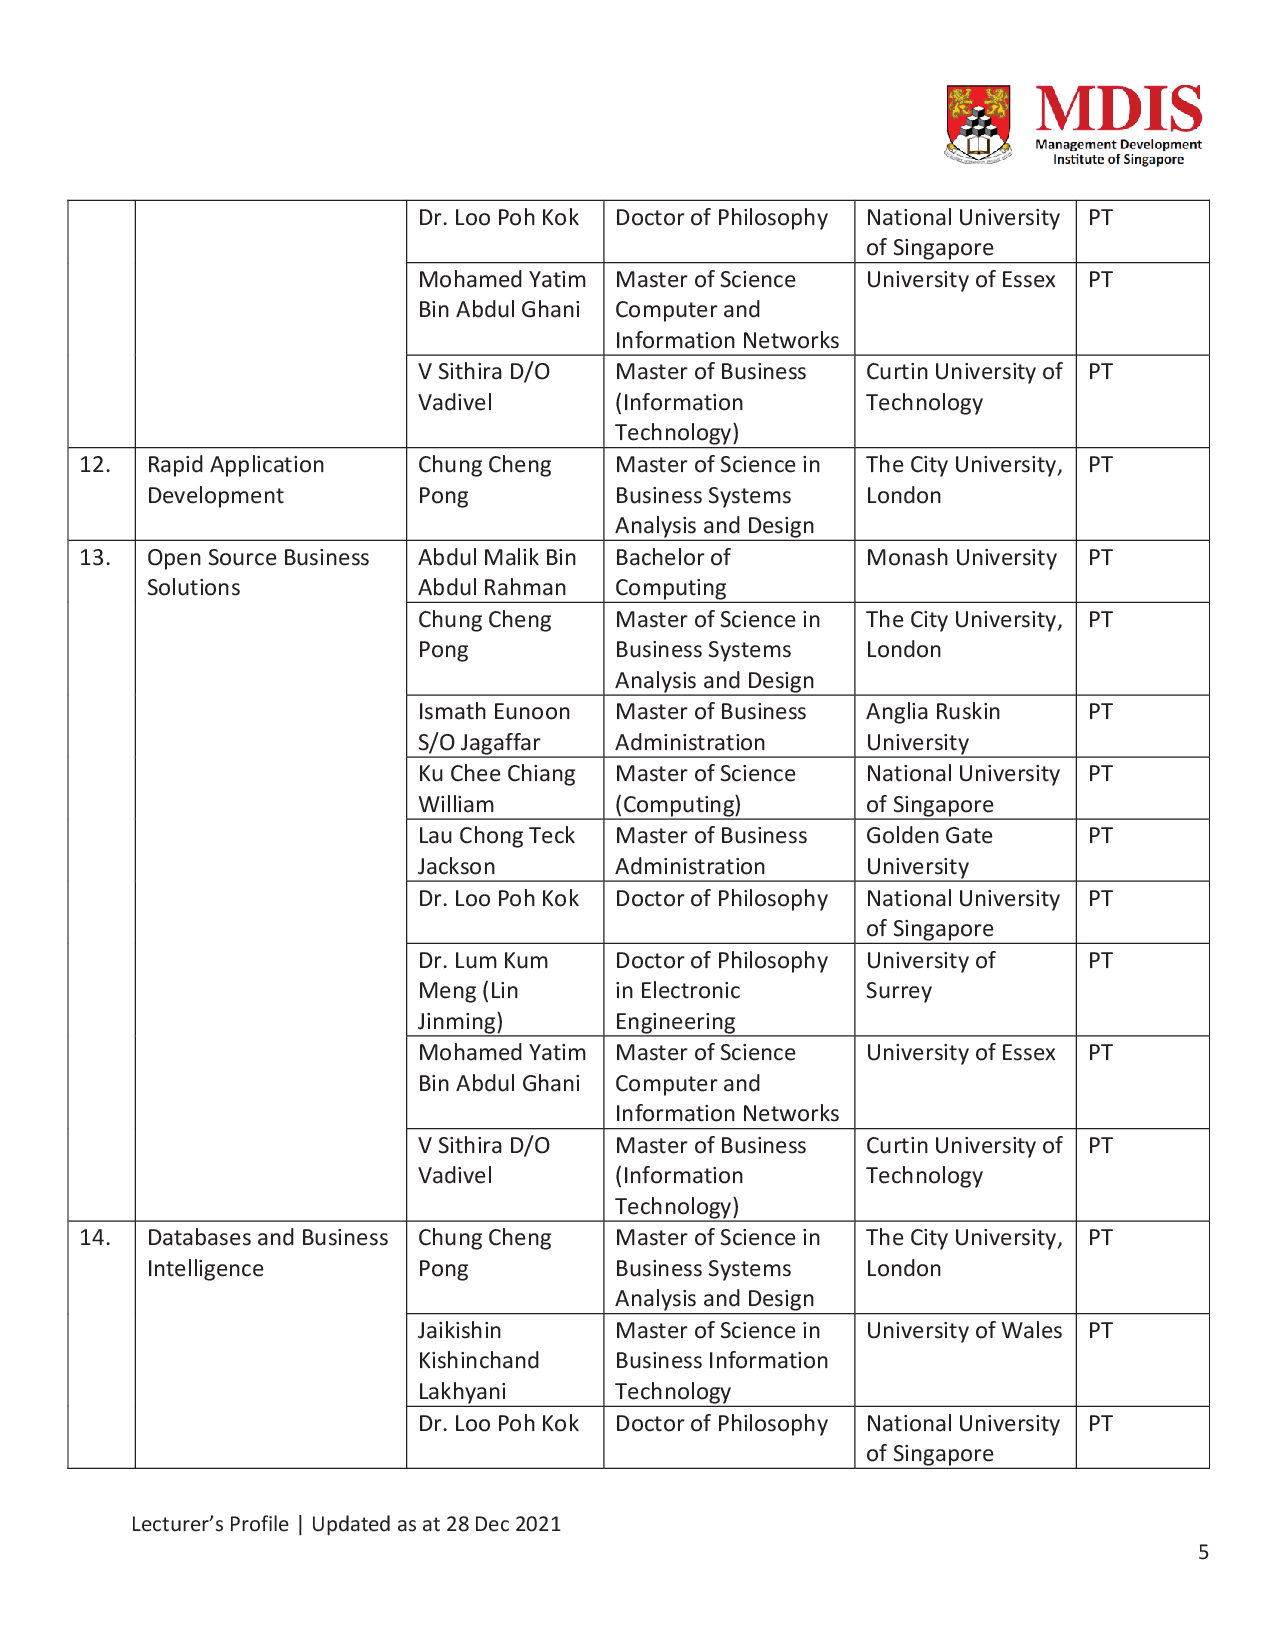 MDIS
Management Development
Institute of Singapore
Dr. Loo Poh Kok Doctor of Philosophy National University PT
of Singapore
Mohamed Yatim Master of Science University of Essex PT
Bin Abdul Ghani Computer and
Information Networks
V Sithira D/O Master of Business Curtin University of PT
Vadivel (Information Technology
Technology)
12. Rapid Application Chung Cheng Master of Science in The City University, PT
Development Pong Business Systems London
Analysis and Design
13. Open Source Business Abdul Malik Bin Bachelor of Monash University PT
Solutions Abdul Rahman Computing
Chung Cheng Master of Science in The City University, PT
Pong Business Systems London
Analysis and Design
Ismath Eunoon Master of Business Anglia Ruskin PT
S/O Jagaffar Administration University
Ku Chee Chiang Master of Science National University PT
William (Computing) of Singapore
Lau Chong Teck Master of Business Golden Gate PT
Jackson Administration University
Dr. Loo Poh Kok Doctor of Philosophy National University PT
of Singapore
Dr. Lum Kum Doctor of Philosophy University of PT
Meng (Lin in Electronic Surrey
Jinming) Engineering
Mohamed Yatim Master of Science University of Essex PT
Bin Abdul Ghani Computer and
Information Networks
V Sithira D/O Master of Business Curtin University of PT
Vadivel (Information Technology
Technology)
14. Databases and Business Chung Cheng Master of Science in The City University, PT
Intelligence Pong Business Systems London
Analysis and Design
Jaikishin Master of Science in University of Wales PT
Kishinchand Business Information
Lakhyani Technology
Dr. Loo Poh Kok Doctor of Philosophy National University PT
of Singapore
Lecturer’s Profile | Updated as at 28 Dec 2021
5